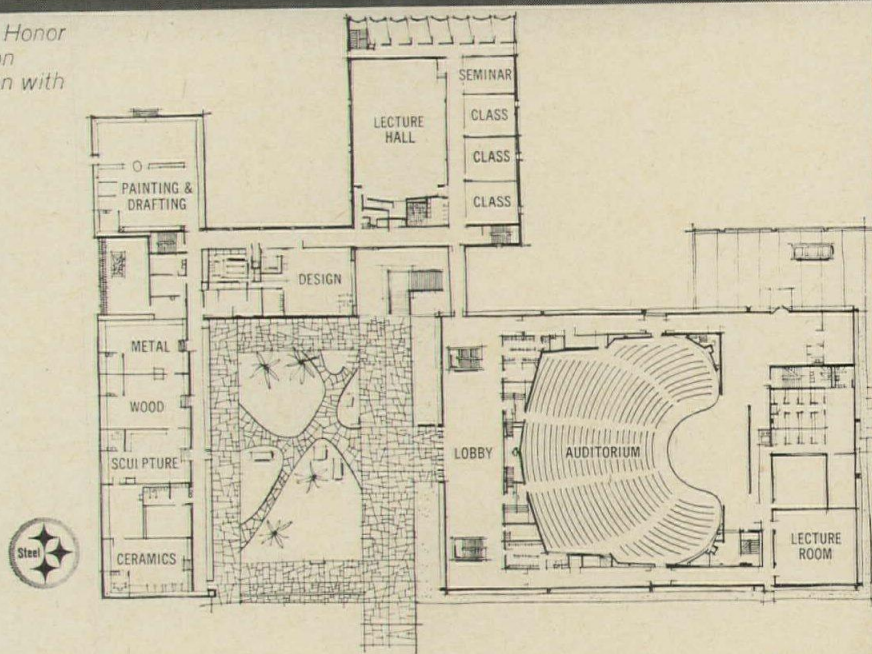 Honor
on
n with
SEMINAR
LECTURE
HALL
CLASS
CLASS
CLASS
PAINTING &
DRAFTING
DESIGN
METAL
WOOD
SCULPTURE
CERAMICS
LOBBY
AUDITORIUM
LECTURE
ROOM
Steel